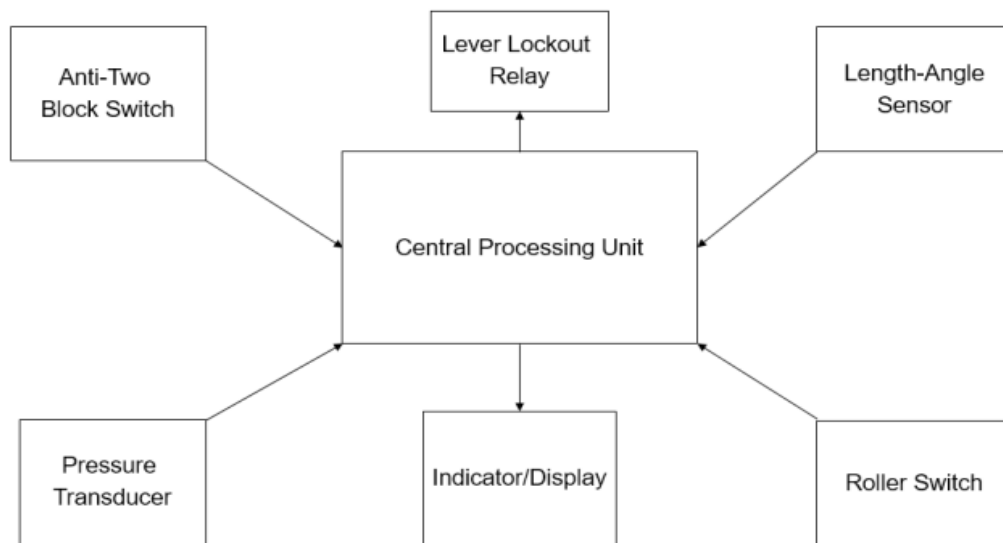 Anti-Two
Block Switch
Lever Lockout
Relay
Length-Angle
Sensor
Central Processing Unit
Pressure
Transducer
Indicator/Display
Roller Switch